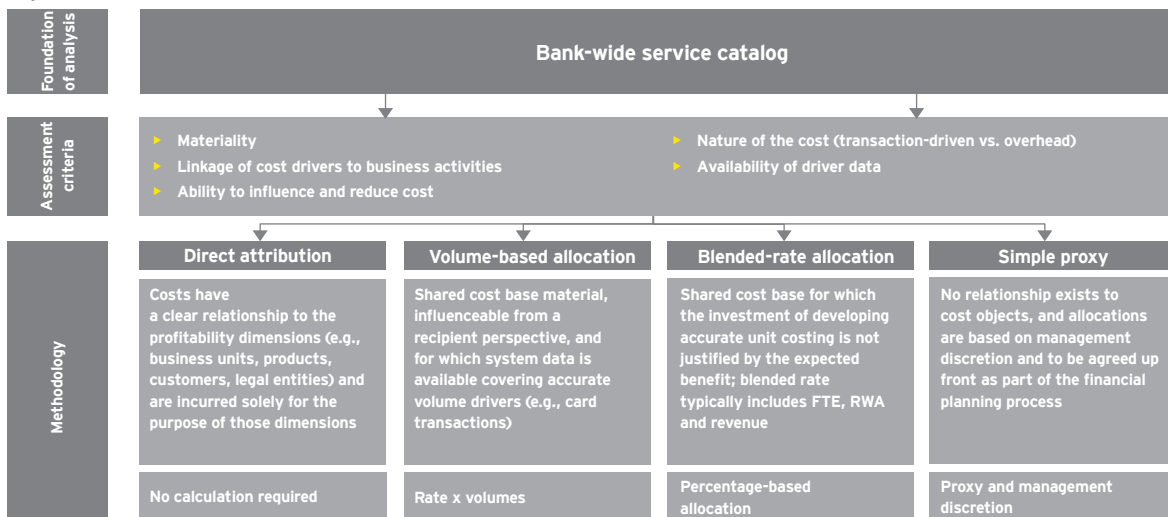 Foundation
of analysis
Bank-wide service catalog
Assessment
criteria
Materiality
Linkage of cost drivers to business activities
Ability to influence and reduce cost
Nature of the cost (transaction-driven vs. overhead)
Availability of driver data
Methodology
Direct attribution
Costs have
a clear relationship to the
profitability dimensions (e.g.,
business units, products,
customers, legal entities) and
are incurred solely for the
purpose of those dimensions
No calculation required
Volume-based allocation
Shared cost base material,
influenceable from a
recipient perspective, and
for which system data is
available covering accurate
volume drivers (e.g., card
transactions)
Rate x volumes
Blended-rate allocation
Shared cost base for which
the investment of developing
accurate unit costing is not
justified by the expected
benefit; blended rate
typically includes FTE, RWA
and revenue
Percentage-based
allocation
Simple proxy
No relationship exists to
cost objects, and allocations
are based on management
discretion and to be agreed up
front as part of the financial
planning process
Proxy and management
discretion